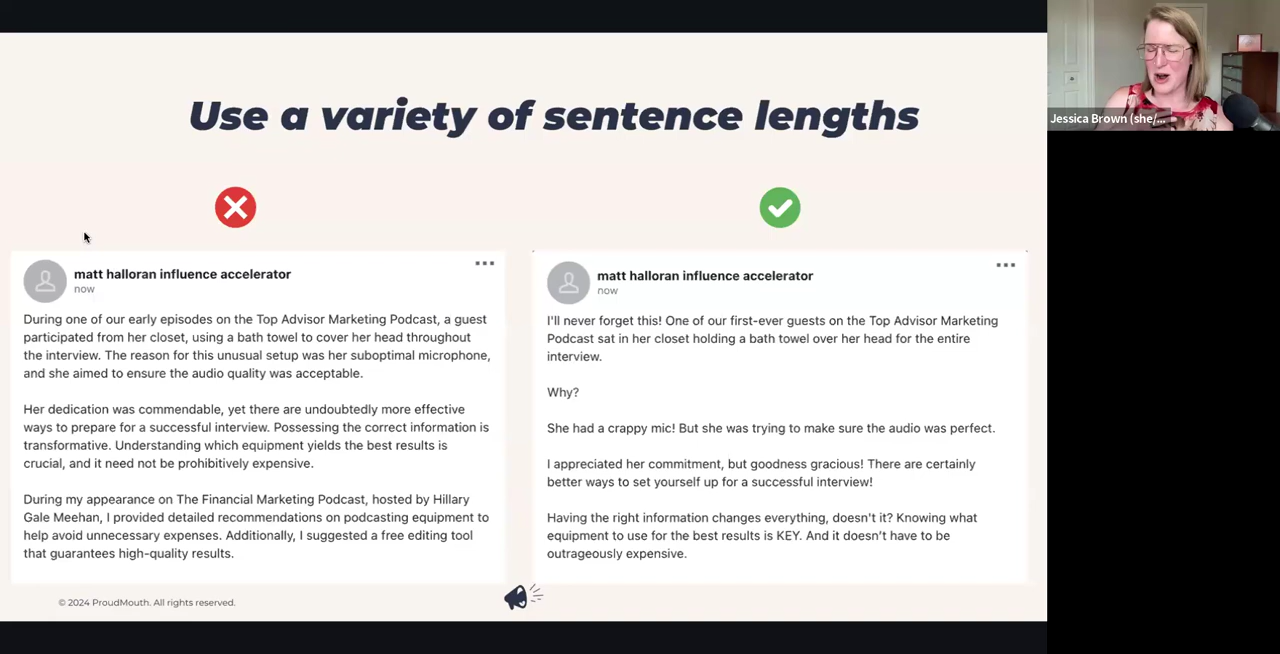 Use a variety of sentence lengths
matt halloran influence accelerator
now
During one of our early episodes on the Top Advisor Marketing Podcast, a guest
participated from her closet, using a bath towel to cover her head throughout
the interview. The reason for this unusual setup was her suboptimal microphone,
and she aimed to ensure the audio quality was acceptable.
Her dedication was commendable, yet there are undoubtedly more effective
ways to prepare for a successful interview. Possessing the correct information is
transformative. Understanding which equipment yields the best results is
crucial, and it need not be prohibitively expensive.
During my appearance on The Financial Marketing Podcast, hosted by Hillary
Gale Meehan, I provided detailed recommendations on podcasting equipment to
help avoid unnecessary expenses. Additionally, I suggested a free editing tool
that guarantees high-quality results.
matt halloran influence accelerator
now
I'll never forget this! One of our first-ever guests on the Top Advisor Marketing
Podcast sat in her closet holding a bath towel over her head for the entire
interview.
Why?
She had a crappy mic! But she was trying to make sure the audio was perfect.
I appreciated her commitment, but goodness gracious! There are certainly
better ways to set yourself up for a successful interview!
Having the right information changes everything, doesn't it? Knowing what
equipment to use for the best results is KEY. And it doesn't have to be
outrageously expensive.
© 2024 ProudMouth. All rights reserved.
Jessica Brown (she/...